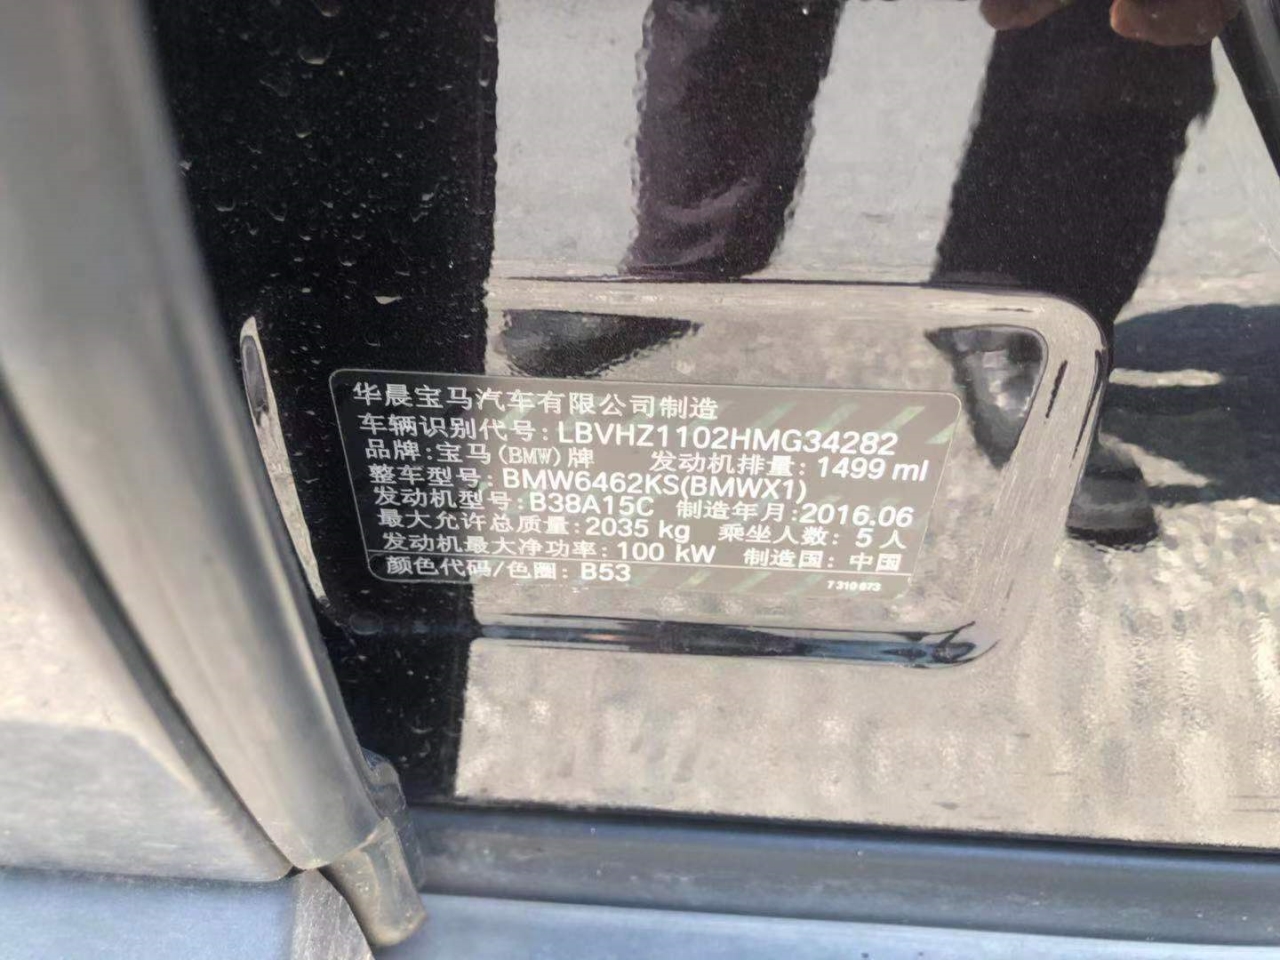 华晨宝马汽车有限公司制造
车辆识别代号: LBVHZ1102HMG34282
品牌: 宝马(BMW)牌 发动机排量: 1499 ml
整车型号: BMW6462KS(BMWX1)
发动机型号: B38A15C 制造年月: 2016.06
最大允许总质量: 2035 kg 乘坐人数: 5 人
发动机最大净功率: 100 kW 制造国: 中国
颜色代码/色圈: B53 7 310 673